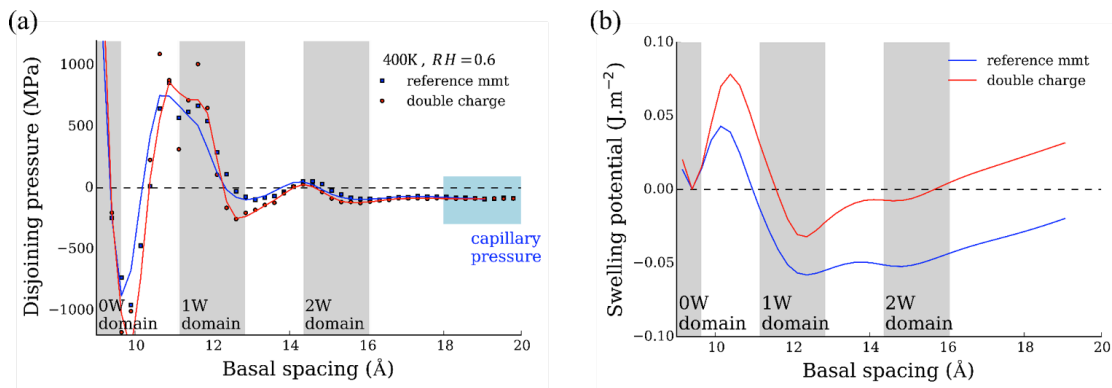 (a)
Disjoining pressure (MPa)
1000
500
0
−500
−1000
400K , RH=0.6
reference mmt
double charge
capillary
pressure
0W
domain
1W
domain
2W
domain
10
12
14
16
18
20
Basal spacing (Å)
(b)
Swelling potential (J.m⁻²)
0.10
0.05
0.00
−0.05
−0.10
reference mmt
double charge
0W
domain
1W
domain
2W
domain
10
12
14
16
18
20
Basal spacing (Å)